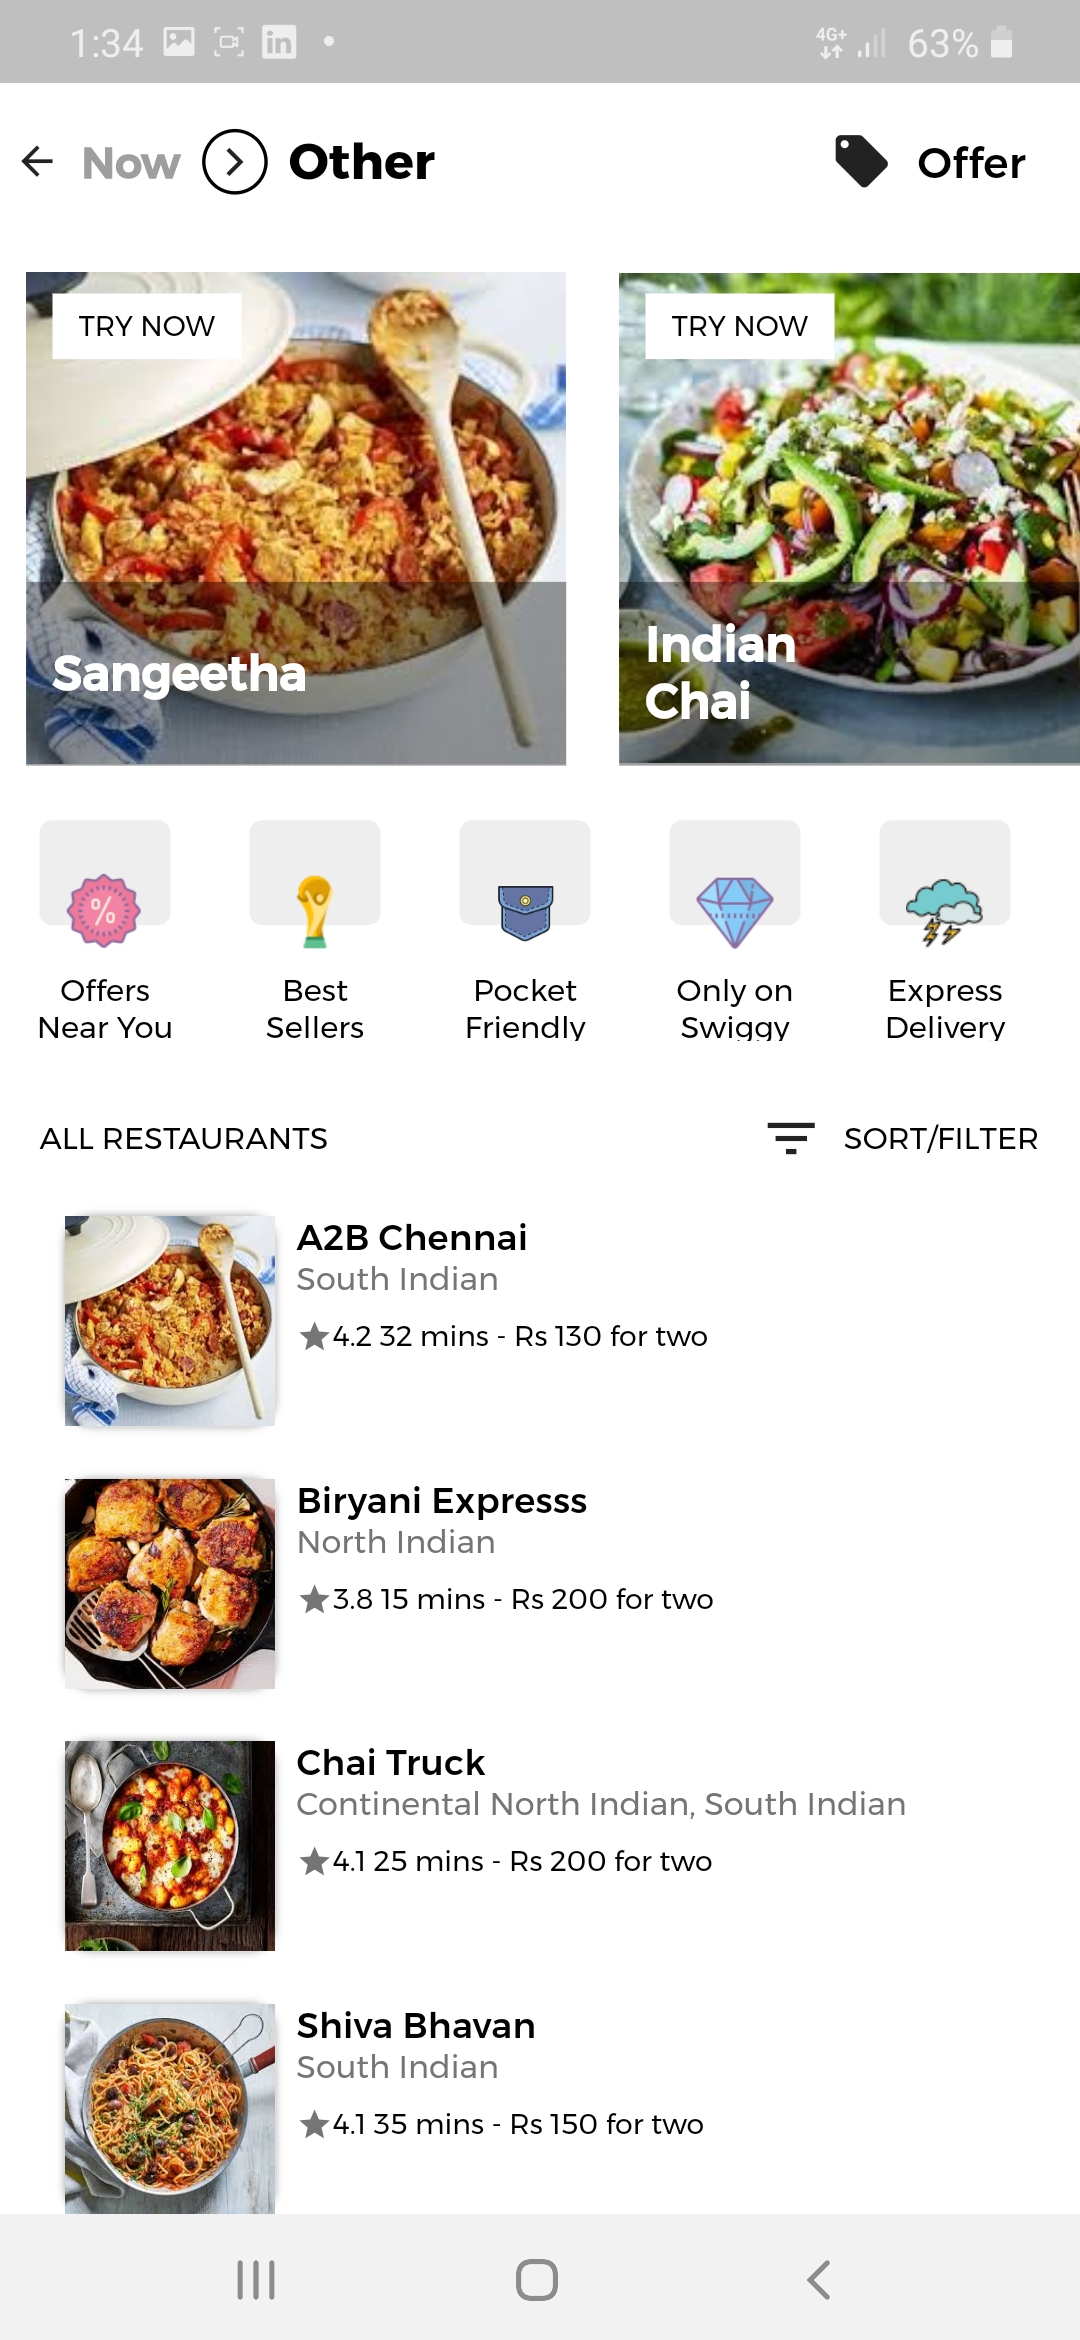 1:34 in 4G+ 63%
Now Other Offer
TRY NOW
Sangeetha
TRY NOW
Indian
Chai
%
Offers
Near You
Best
Sellers
Pocket
Friendly
Only on
Swiggy
Express
Delivery
ALL RESTAURANTS SORT/FILTER
A2B Chennai
South Indian
4.2 32 mins - Rs 130 for two
Biryani Expresss
North Indian
3.8 15 mins - Rs 200 for two
Chai Truck
Continental North Indian, South Indian
4.1 25 mins - Rs 200 for two
Shiva Bhavan
South Indian
4.1 35 mins - Rs 150 for two